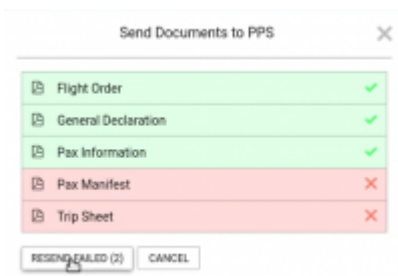 Send Documents to PPS
Flight Order
General Declaration
Pax Information
Pax Manifest
Trip Sheet
RESEND FAILED (2) CANCEL